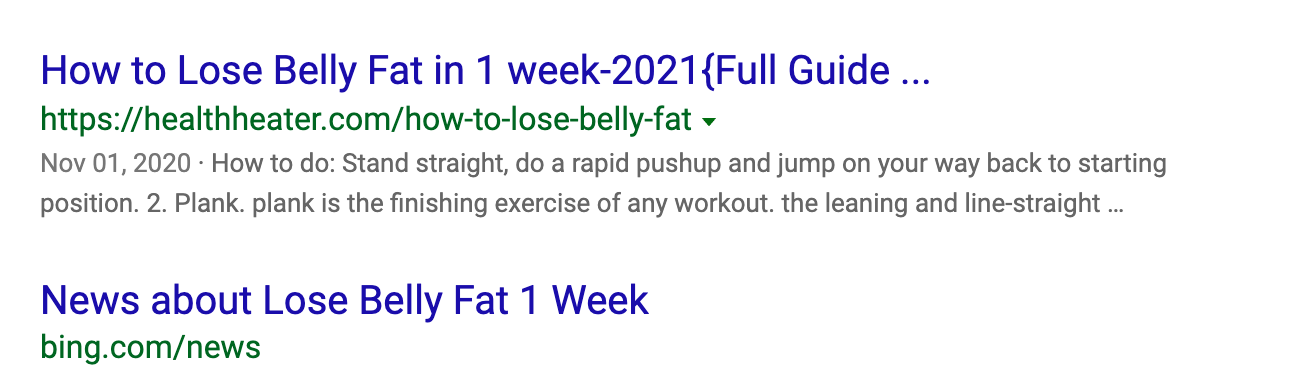 How to Lose Belly Fat in 1 week-2021{Full Guide ...
https://healthheater.com/how-to-lose-belly-fat
Nov 01, 2020 · How to do: Stand straight, do a rapid pushup and jump on your way back to starting
position. 2. Plank. plank is the finishing exercise of any workout. the leaning and line-straight ...
News about Lose Belly Fat 1 Week
bing.com/news